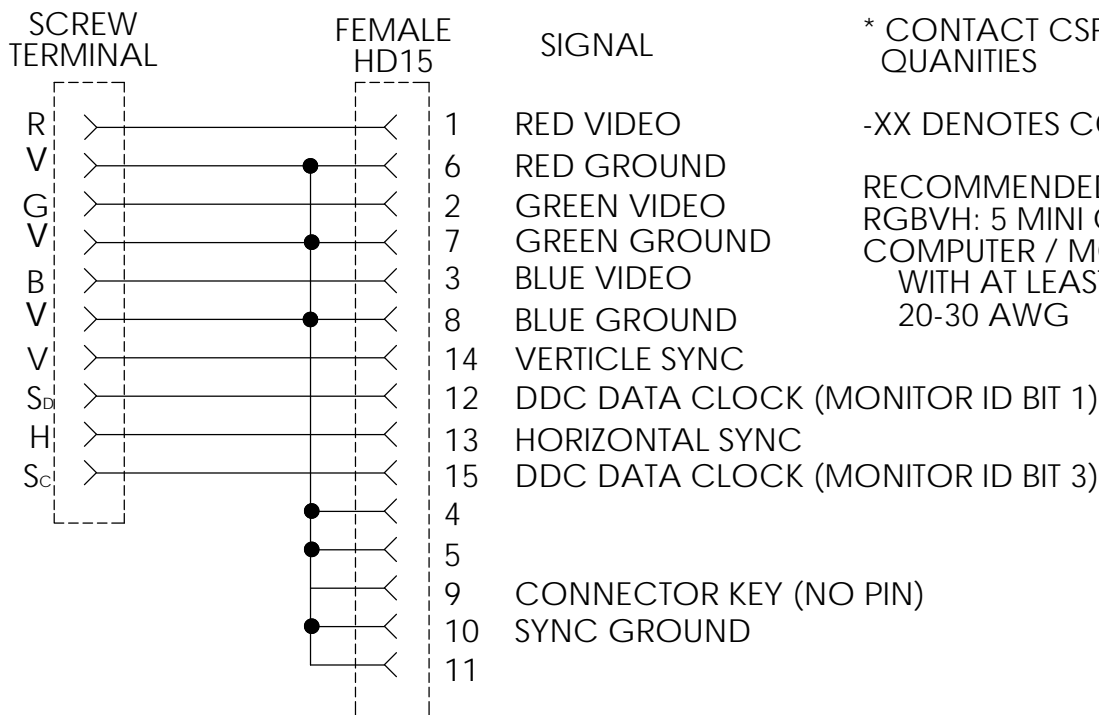 SCREW
TERMINAL
FEMALE
HD15
SIGNAL
* CONTACT CSP
QUANITIES
R 1 RED VIDEO
V 6 RED GROUND
G 2 GREEN VIDEO
V 7 GREEN GROUND
B 3 BLUE VIDEO
V 8 BLUE GROUND
V 14 VERTICLE SYNC
SD 12 DDC DATA CLOCK (MONITOR ID BIT 1)
H 13 HORIZONTAL SYNC
SC 15 DDC DATA CLOCK (MONITOR ID BIT 3)
4
5
9 CONNECTOR KEY (NO PIN)
10 SYNC GROUND
11
-XX DENOTES
RECOMMENDED
RGBVH: 5 MINI
COMPUTER /
WITH AT LEAST
20-30 AWG